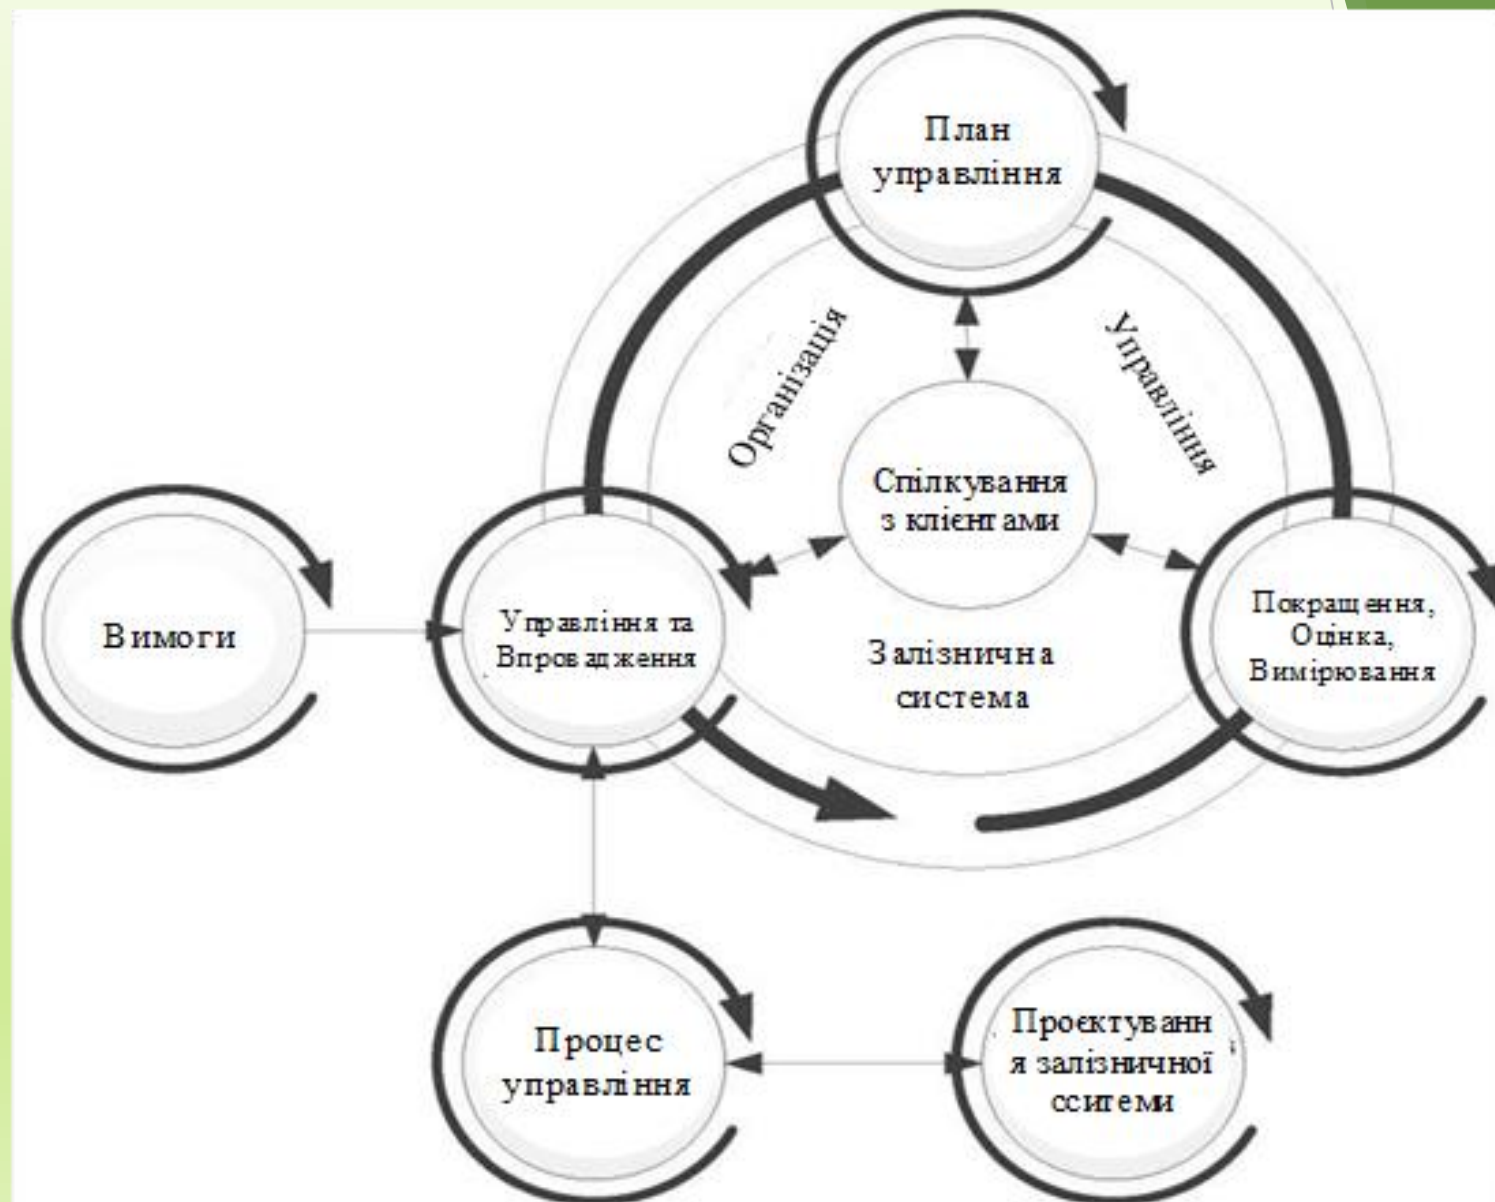 План
управління
Організація
Управління
Спілкування
з клієнтами
Вимоги
Управління та
Впровадження
Залізнична
система
Покращення,
Оцінка,
Вимірювання
Процес
управління
Проєктуванн
я залізничної
сситеми